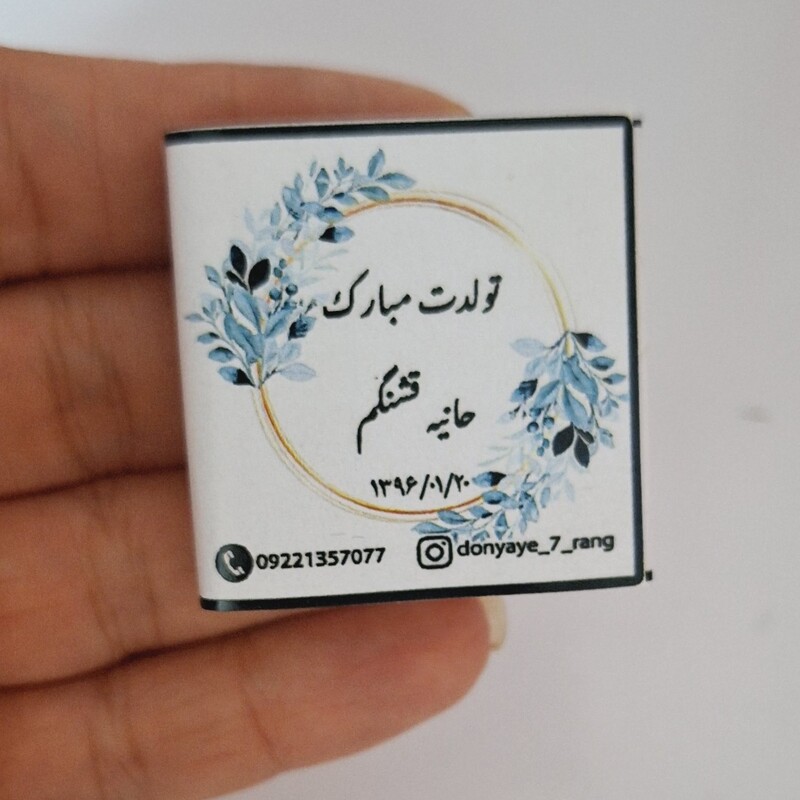 تولدت مبارک
حانیه قشنگم
۱۳۹۶/۰۱/۲۰
09221357077
donyaye_7_rang